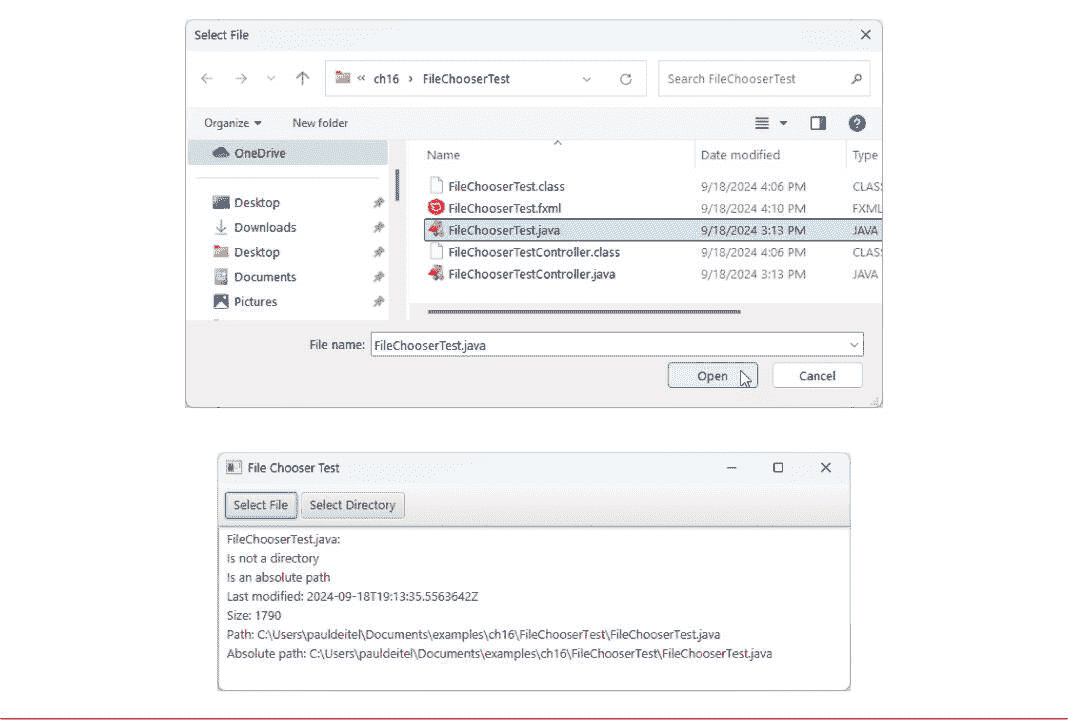 Select File
« ch16 › FileChooserTest
Search FileChooserTest
Organize
New folder
OneDrive
Desktop
Downloads
Desktop
Documents
Pictures
Name Date modified Type
FileChooserTest.class 9/18/2024 4:06 PM CLAS
FileChooserTest.fxml 9/18/2024 4:10 PM FXML
FileChooserTest.java 9/18/2024 3:13 PM JAVA
FileChooserTestController.class 9/18/2024 4:06 PM CLAS
FileChooserTestController.java 9/18/2024 3:13 PM JAVA
File name: FileChooserTest.java
Open Cancel
File Chooser Test
Select File Select Directory
FileChooserTest.java:
Is not a directory
Is an absolute path
Last modified: 2024-09-18T19:13:35.5563642Z
Size: 1790
Path: C:\Users\pauldeitel\Documents\examples\ch16\FileChooserTest\FileChooserTest.java
Absolute path: C:\Users\pauldeitel\Documents\examples\ch16\FileChooserTest\FileChooserTest.java